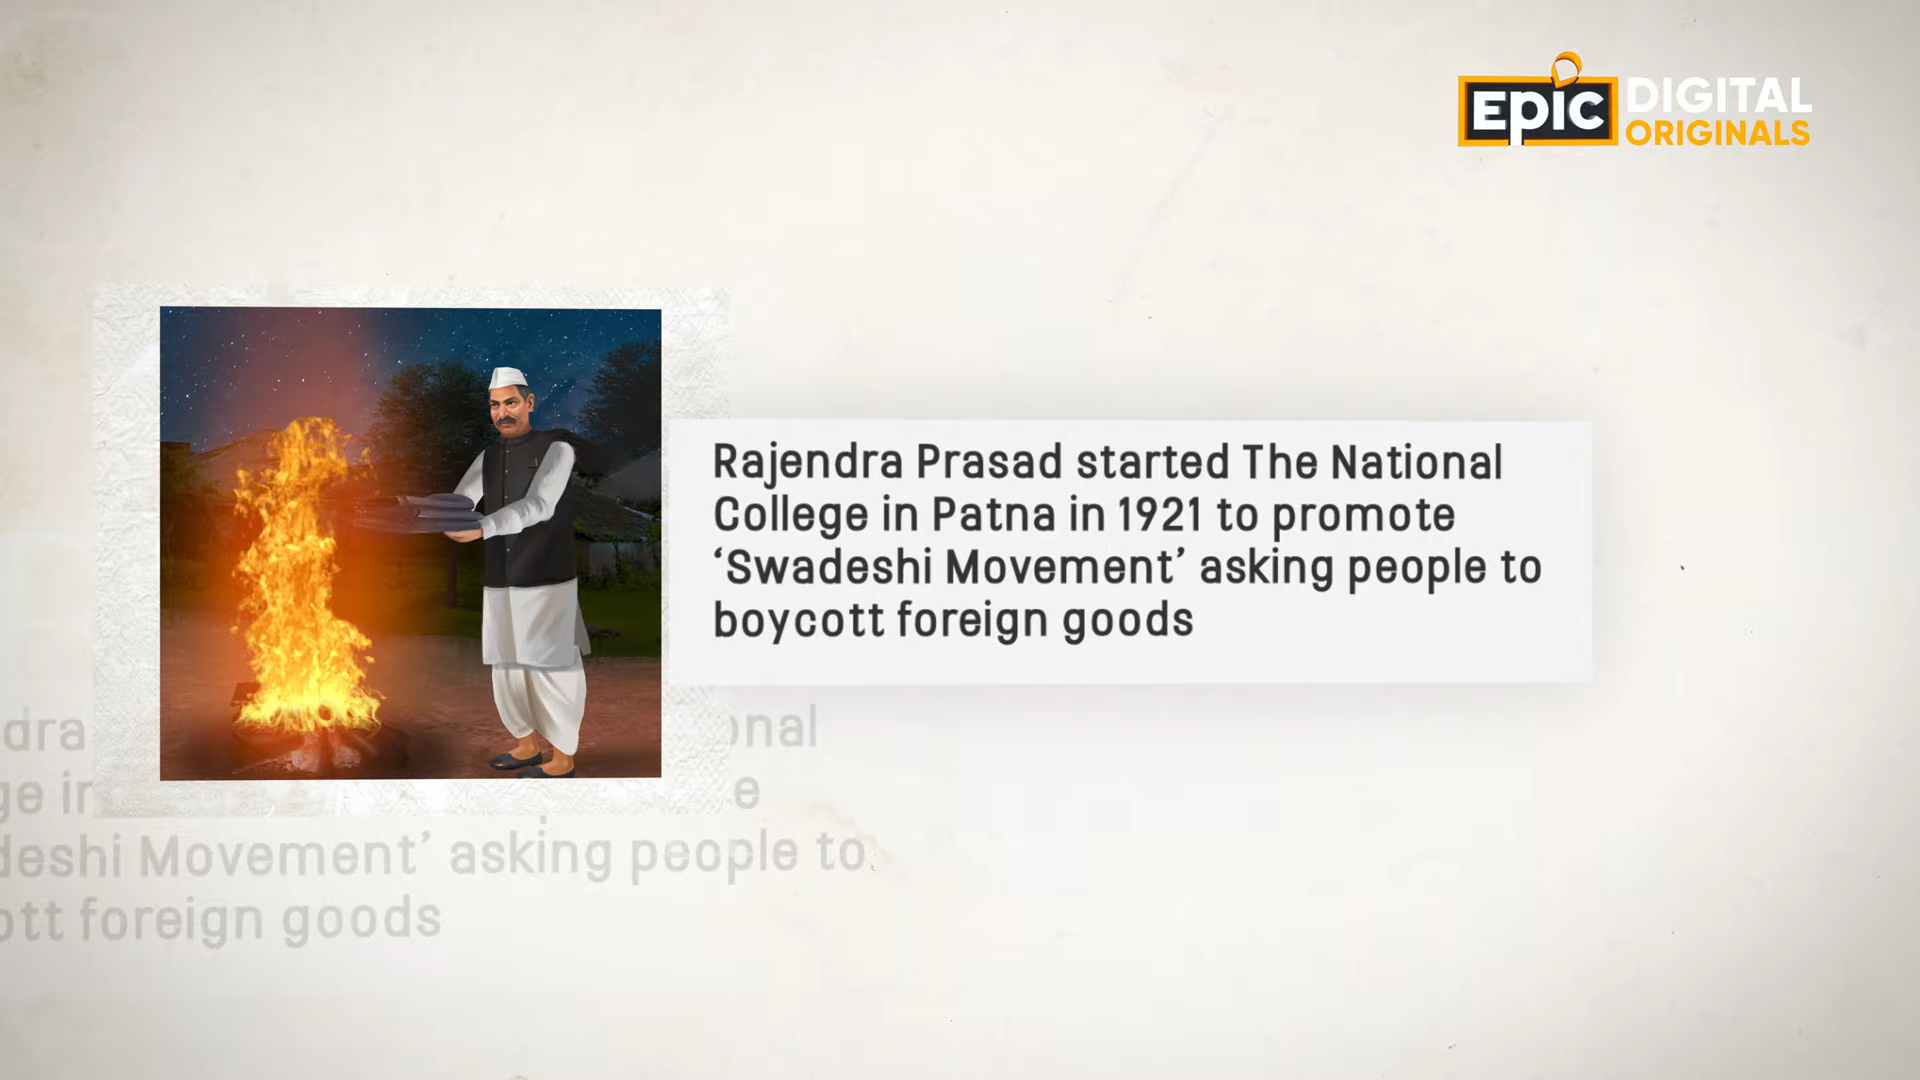 EPIC DIGITAL
ORIGINALS
Rajendra Prasad started The National
College in Patna in 1921 to promote
‘Swadeshi Movement’ asking people to
boycott foreign goods
dra
onal
ge in
e
deshi Movement’ asking people to
ott foreign goods